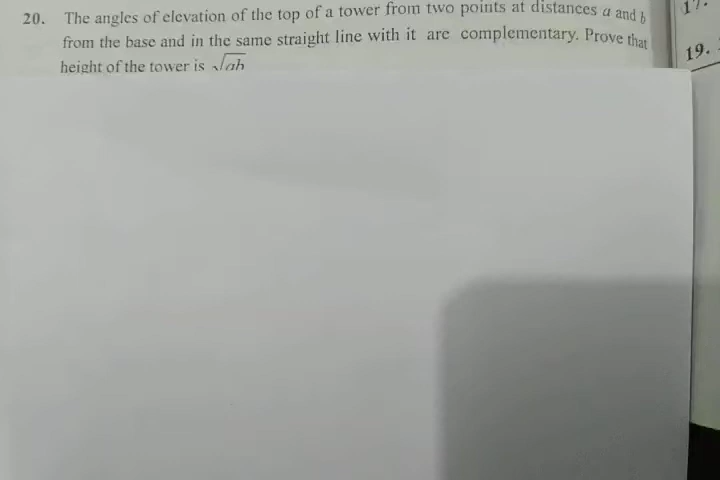 20. The angles of elevation of the top of a tower from two points at distances a and b
from the base and in the same straight line with it are complementary. Prove that
height of the tower is √ab
19.